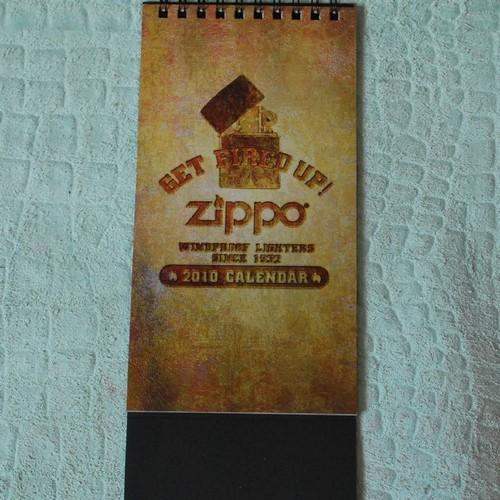 GET FIRED UP!
zippo®
WINDPROOF LIGHTERS
SINCE 1932
2010 CALENDAR